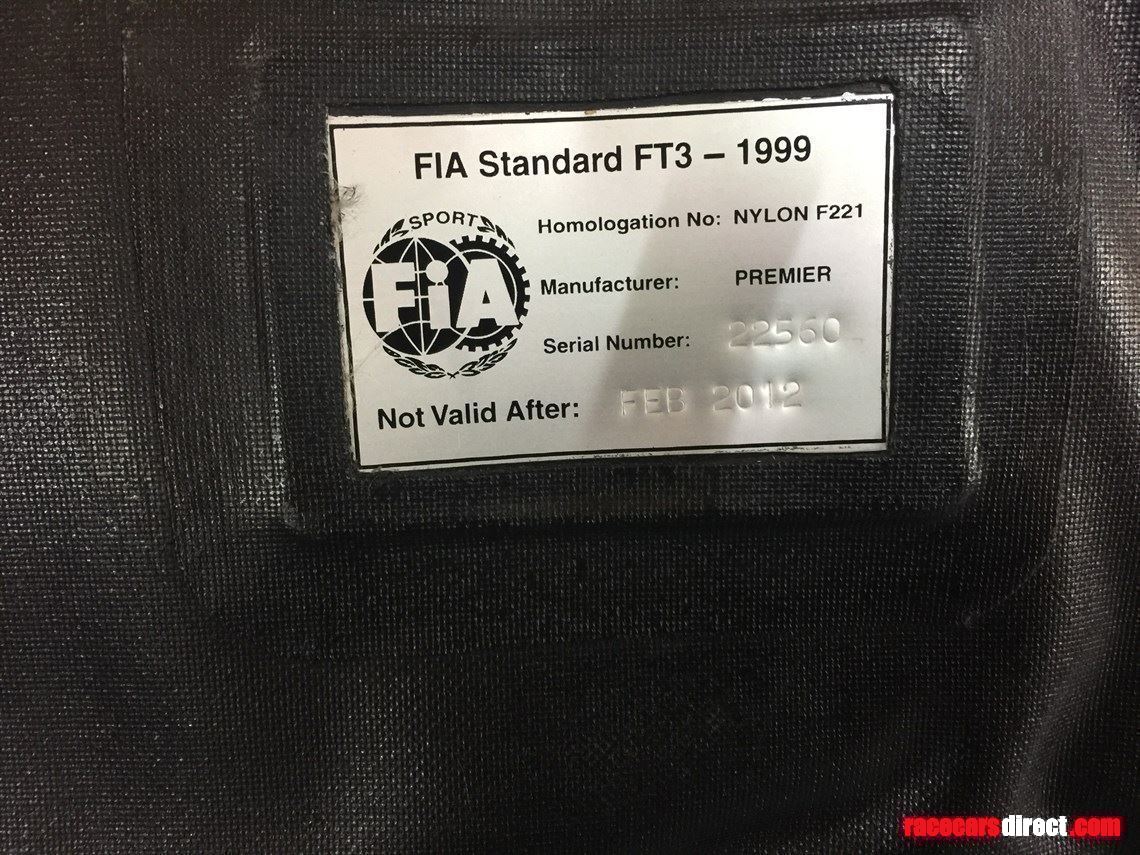 FIA Standard FT3 – 1999
SPORT
FiA
Homologation No: NYLON F221
Manufacturer: PREMIER
Serial Number: 22560
Not Valid After: FEB 2012
racecarsdirect.com